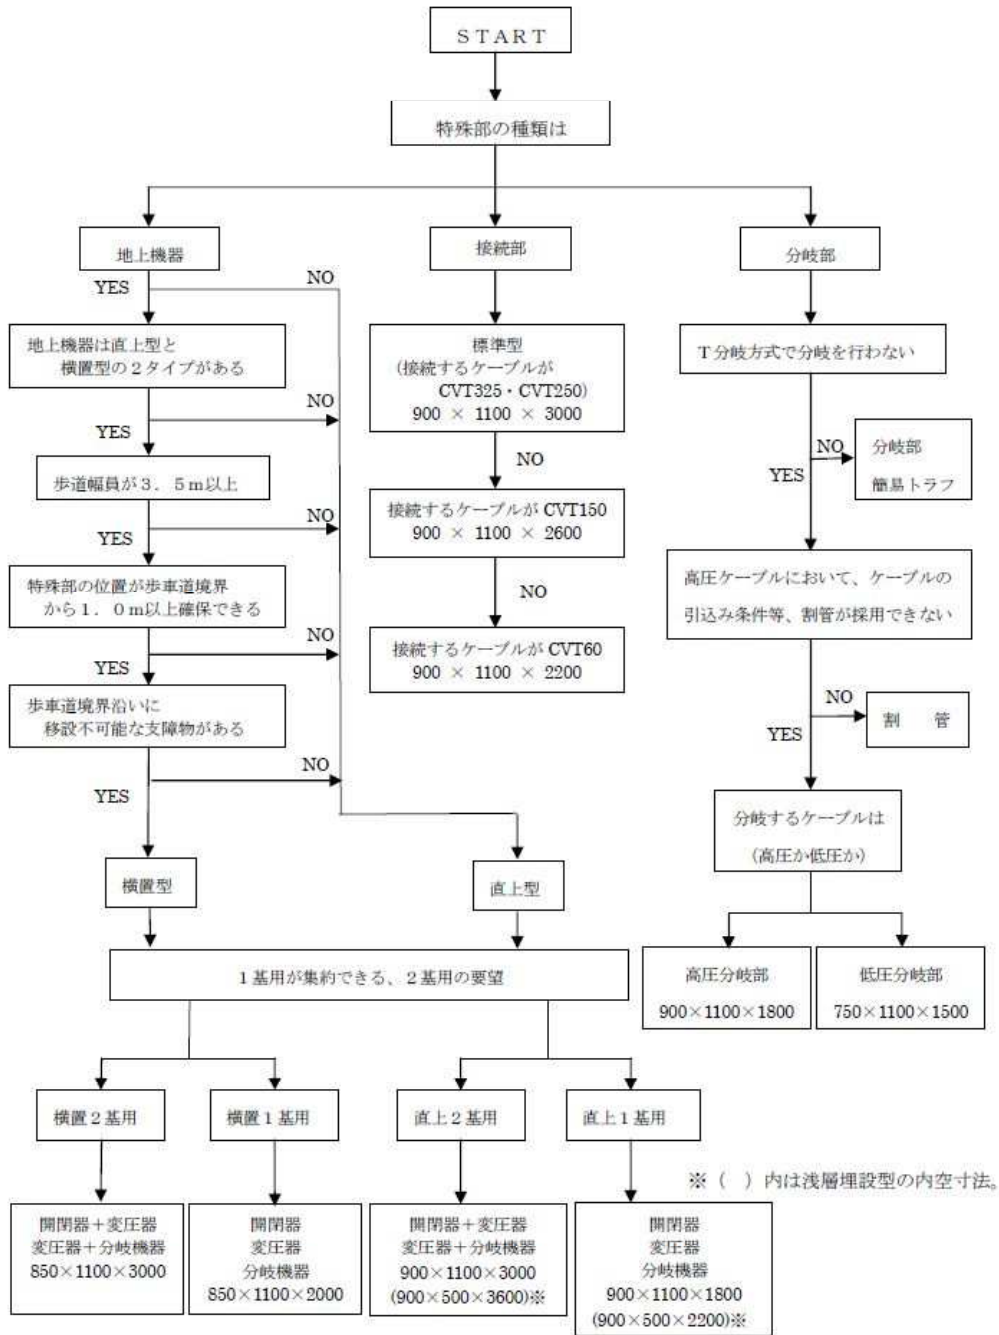 ＳＴＡＲＴ
特殊部の種類は
地上機器
YES
NO
地上機器は直上型と
横置型の２タイプがある
YES
NO
歩道幅員が３．５ｍ以上
YES
NO
特殊部の位置が歩車道境界
から１．０ｍ以上確保できる
YES
NO
歩車道境界沿いに
移設不可能な支障物がある
YES
NO
横置型
直上型
１基用が集約できる、２基用の要望
横置２基用
横置１基用
直上２基用
直上１基用
開閉器＋変圧器
変圧器＋分岐機器
850×1100×3000
開閉器
変圧器
分岐機器
850×1100×2000
開閉器＋変圧器
変圧器＋分岐機器
900×1100×3000
(900×500×3600)※
開閉器
変圧器
分岐機器
900×1100×1800
(900×500×2200)※
接続部
標準型
(接続するケーブルが
CVT325・CVT250)
900 × 1100 × 3000
NO
接続するケーブルが CVT150
900 × 1100 × 2600
NO
接続するケーブルが CVT60
900 × 1100 × 2200
分岐部
Ｔ分岐方式で分岐を行わない
YES
NO
分岐部
簡易トラフ
高圧ケーブルにおいて、ケーブルの
引込み条件等、割管が採用できない
YES
NO
割　管
分岐するケーブルは
（高圧か低圧か）
高圧分岐部
900×1100×1800
低圧分岐部
750×1100×1500
※（　）内は浅層埋設型の内空寸法。